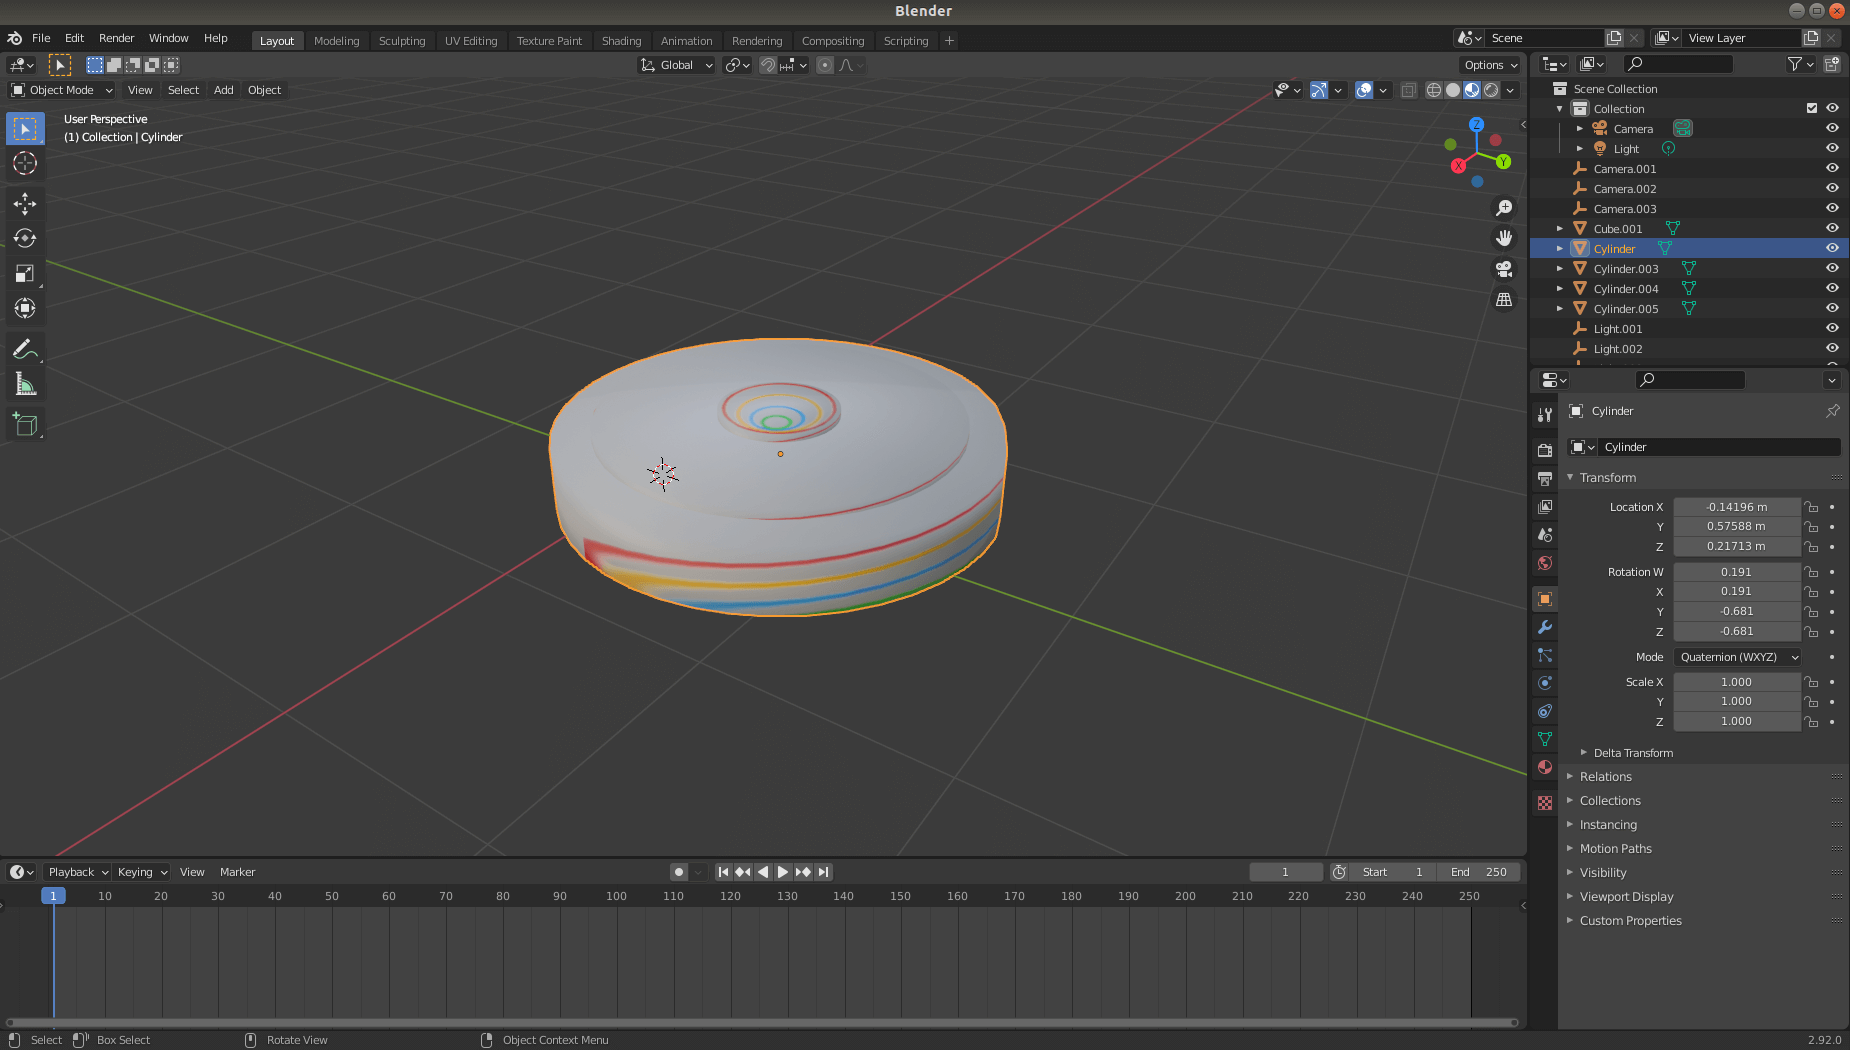 Blender
File Edit Render Window Help
Layout Modeling Sculpting UV Editing Texture Paint Shading Animation Rendering Compositing Scripting +
Scene
View Layer
Global
Options
Object Mode View Select Add Object
User Perspective
(1) Collection | Cylinder
Z
Y
X
Scene Collection
Collection
Camera
Light
Camera.001
Camera.002
Camera.003
Cube.001
Cylinder
Cylinder.003
Cylinder.004
Cylinder.005
Light.001
Light.002
Cylinder
Cylinder
Transform
Location X -0.14196 m
Y 0.57588 m
Z 0.21713 m
Rotation W 0.191
X 0.191
Y -0.681
Z -0.681
Mode Quaternion (WXYZ)
Scale X 1.000
Y 1.000
Z 1.000
Delta Transform
Relations
Collections
Instancing
Motion Paths
Visibility
Viewport Display
Custom Properties
Playback Keying View Marker
1 Start 1 End 250
1 10 20 30 40 50 60 70 80 90 100 110 120 130 140 150 160 170 180 190 200 210 220 230 240 250
Select Box Select Rotate View Object Context Menu
2.92.0